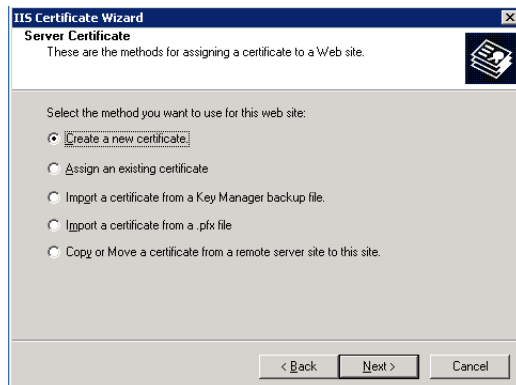 IIS Certificate Wizard
Server Certificate
These are the methods for assigning a certificate to a Web site.
Select the method you want to use for this web site:
Create a new certificate.
Assign an existing certificate
Import a certificate from a Key Manager backup file.
Import a certificate from a .pfx file
Copy or Move a certificate from a remote server site to this site.
< Back Next > Cancel